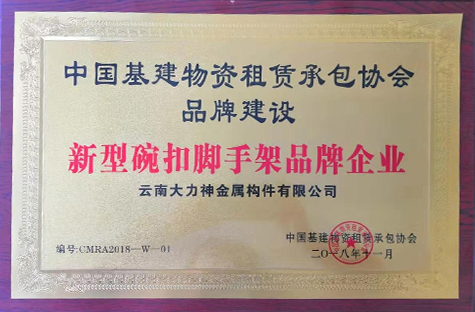 中国基建物资租赁承包协会
品牌建设
新型碗扣脚手架品牌企业
云南大力神金属构件有限公司
编号:CMRA2018—W—01
中国基建物资租赁承包协会
二〇一八年十一月